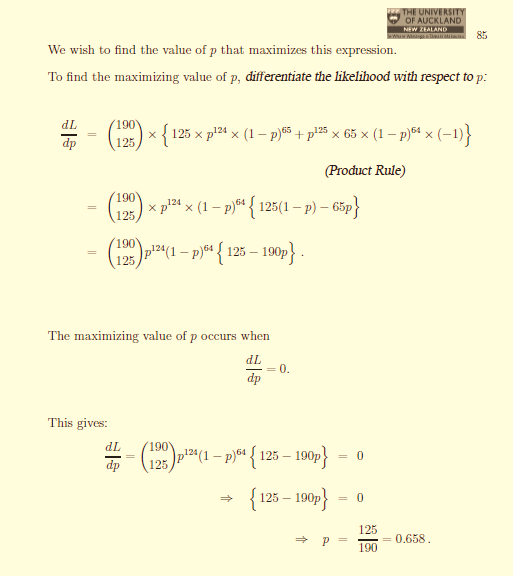 THE UNIVERSITY
OF AUCKLAND
NEW ZEALAND
85
We wish to find the value of p that maximizes this expression.
To find the maximizing value of p, differentiate the likelihood with respect to p:
dL/dp = (190 125) × { 125 × p^124 × (1 − p)^65 + p^125 × 65 × (1 − p)^64 × (−1)}
(Product Rule)
= (190 125) × p^124 × (1 − p)^64 { 125(1 − p) − 65p}
= (190 125) p^124(1 − p)^64 { 125 − 190p} .
The maximizing value of p occurs when
dL/dp = 0.
This gives:
dL/dp = (190 125) p^124(1 − p)^64 { 125 − 190p} = 0
⇒ { 125 − 190p} = 0
⇒ p = 125/190 = 0.658 .